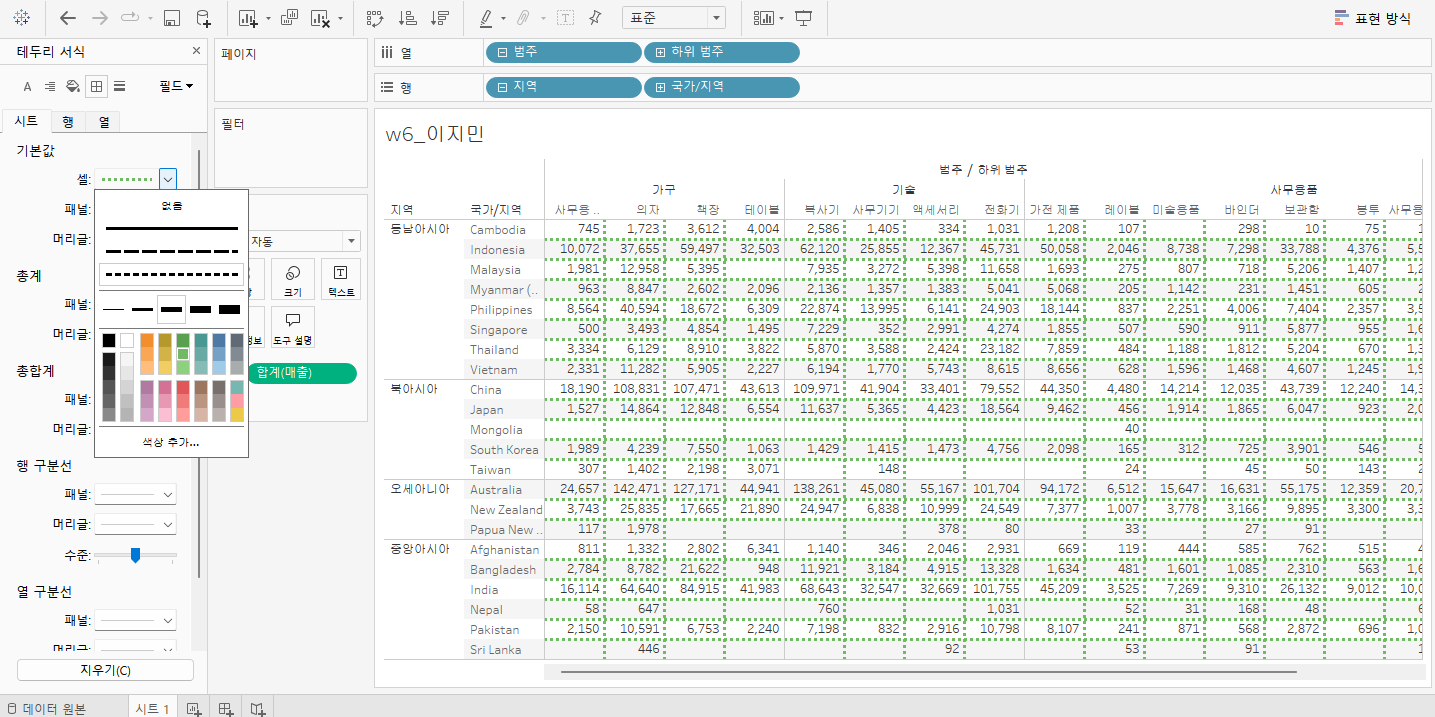 표준
표현 방식
테두리 서식
페이지
열
범주
하위 범주
필드
행
지역
국가/지역
시트 행 열
필터
기본값
w6_이지민
셀:
없음
패널:
머리글:
총계
패널:
머리글:
총합계
패널:
머리글:
색상 추가...
자동
크기
텍스트
도구 설명
합계(매출)
행 구분선
패널:
머리글:
수준:
열 구분선
패널:
머리글:
지우기(C)
범주 / 하위 범주
가구 기술 사무용품
지역 국가/지역 사무용 .. 의자 책장 테이블 복사기 사무기기 액세서리 전화기 가전 제품 레이블 미술용품 바인더 보관함 봉투 사무용
동남아시아 Cambodia 745 1,723 3,612 4,004 2,586 1,405 334 1,031 1,208 107 298 10 75
Indonesia 10,072 37,655 59,497 32,503 62,120 25,855 12,367 45,731 50,058 2,046 8,738 7,298 33,788 4,376
Malaysia 1,981 12,958 5,395 7,935 3,272 5,398 11,658 1,693 275 807 718 5,206 1,407
Myanmar (.. 963 8,847 2,602 2,096 2,136 1,357 1,383 5,041 5,068 205 1,142 231 1,451 605
Philippines 8,564 40,594 18,672 6,309 22,874 13,995 6,141 24,903 18,144 837 2,251 4,006 7,404 2,357
Singapore 500 3,493 4,854 1,495 7,229 352 2,991 4,274 1,855 507 590 911 5,877 955
Thailand 3,334 6,129 8,910 3,822 5,870 3,588 2,424 23,182 7,859 484 1,188 1,812 5,204 670
Vietnam 2,331 11,282 5,905 2,227 6,194 1,770 5,743 8,615 8,656 628 1,596 1,468 4,607 1,245
북아시아 China 18,190 108,831 107,471 43,613 109,971 41,904 33,401 79,552 44,350 4,480 14,214 12,035 43,739 12,240
Japan 1,527 14,864 12,848 6,554 11,637 5,365 4,423 18,564 9,462 456 1,914 1,865 6,047 923
Mongolia 40
South Korea 1,989 4,239 7,550 1,063 1,429 1,415 1,473 4,756 2,098 165 312 725 3,901 546
Taiwan 307 1,402 2,198 3,071 148 24 45 50 143
오세아니아 Australia 24,657 142,471 127,171 44,941 138,261 45,080 55,167 101,704 94,172 6,512 15,647 16,631 55,175 12,359
New Zealand 3,743 25,835 17,665 21,890 24,947 6,838 10,999 24,549 7,377 1,007 3,778 3,166 9,895 3,300
Papua New .. 117 1,978 378 80 33 27 91
중앙아시아 Afghanistan 811 1,332 2,802 6,341 1,140 346 2,046 2,931 669 119 444 585 762 515
Bangladesh 2,784 8,782 21,622 948 11,921 3,184 4,915 13,328 1,634 481 1,601 1,085 2,310 563
India 16,114 64,640 84,915 41,983 68,643 32,547 32,669 101,755 45,209 3,525 7,269 9,310 26,132 9,012
Nepal 58 647 760 1,031 52 31 168 48
Pakistan 2,150 10,591 6,753 2,240 7,198 832 2,916 10,798 8,107 241 871 568 2,872 696
Sri Lanka 446 92 53 91
데이터 원본
시트 1